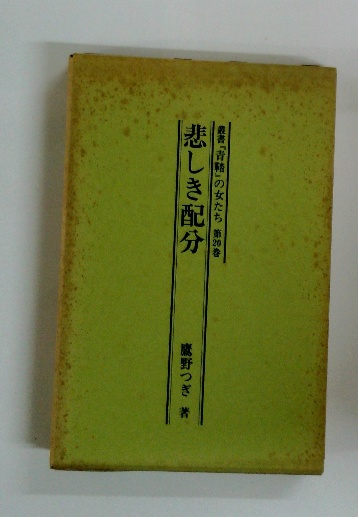 叢書『青鞜』の女たち 第20巻
悲しき配分
鷹野つぎ 著